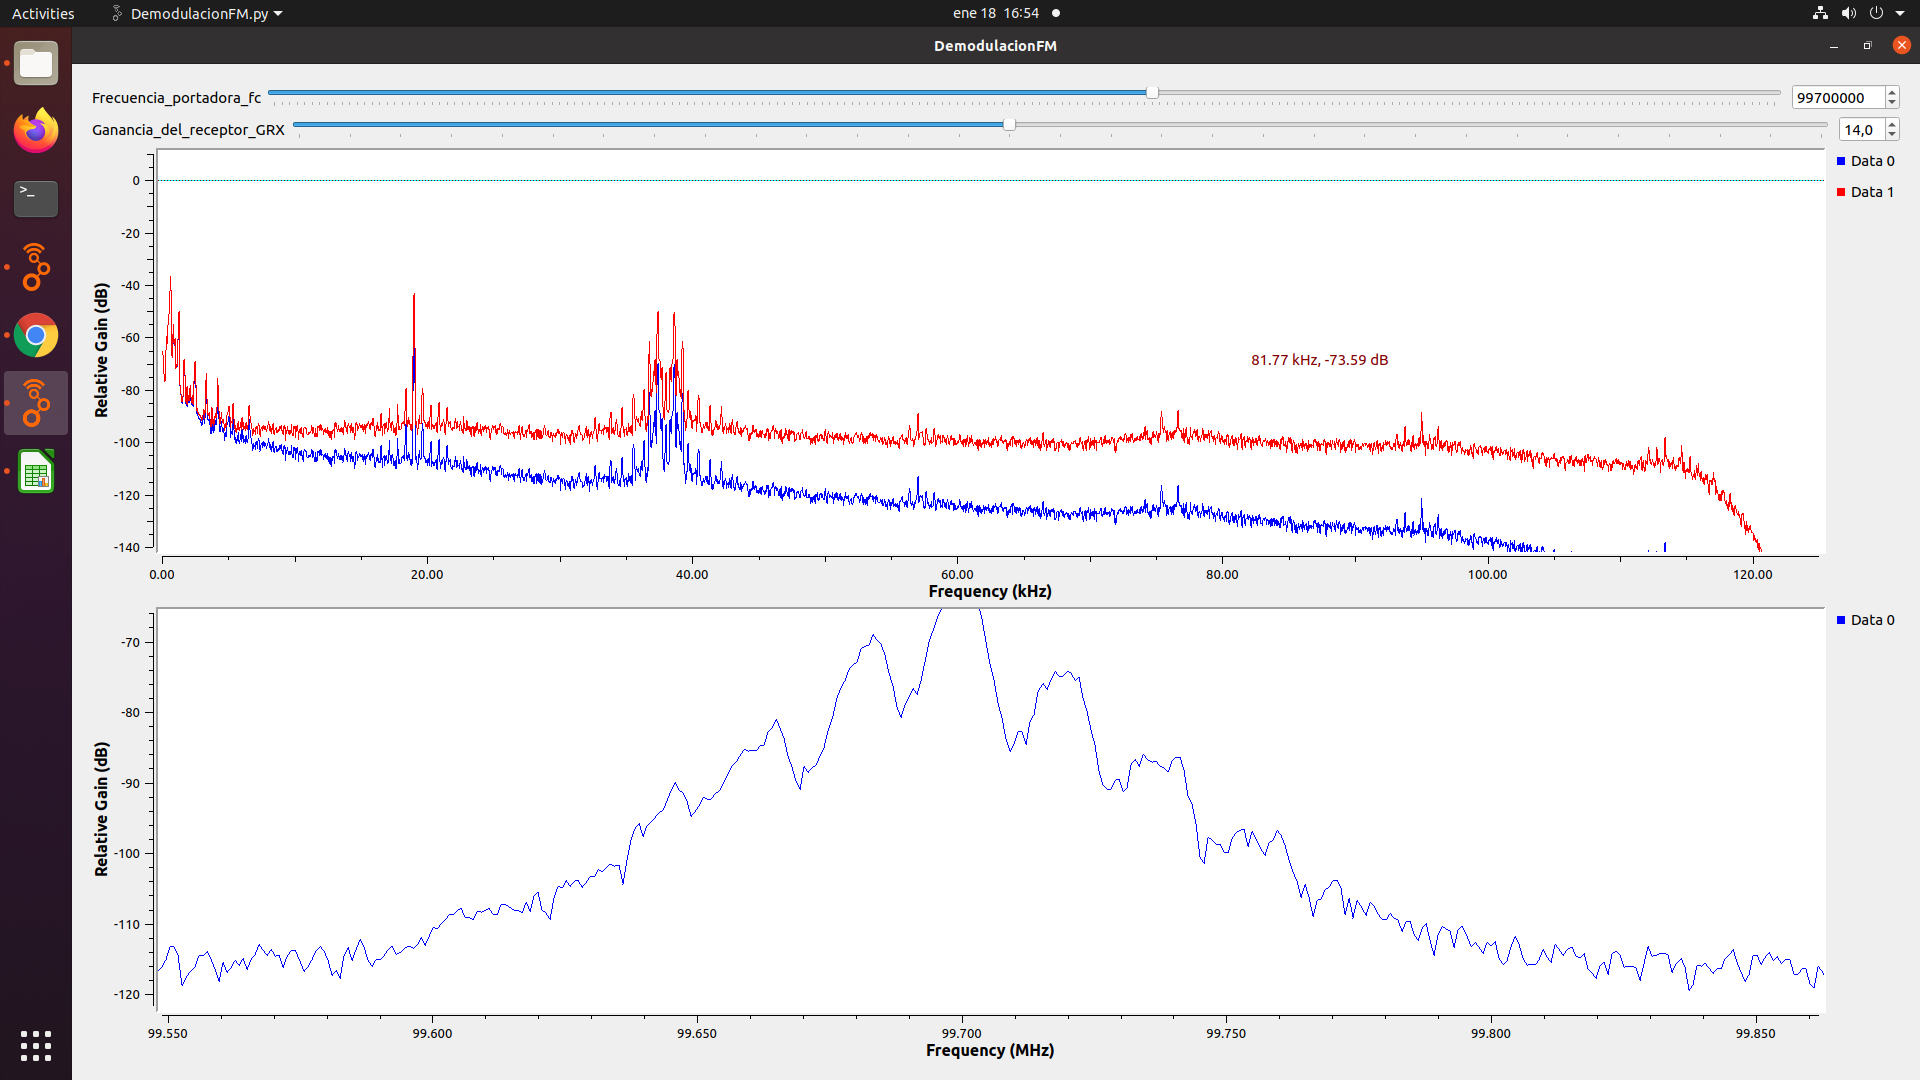 Activities DemodulacionFM.py ene 18 16:54
DemodulacionFM
Frecuencia_portadora_fc 99700000
Ganancia_del_receptor_GRX 14,0
Data 0
Data 1
0
-20
-40
-60
-80
-100
-120
-140
Relative Gain (dB)
81.77 kHz, -73.59 dB
0.00 20.00 40.00 60.00 80.00 100.00 120.00
Frequency (kHz)
Data 0
-70
-80
-90
-100
-110
-120
Relative Gain (dB)
99.550 99.600 99.650 99.700 99.750 99.800 99.850
Frequency (MHz)
>_